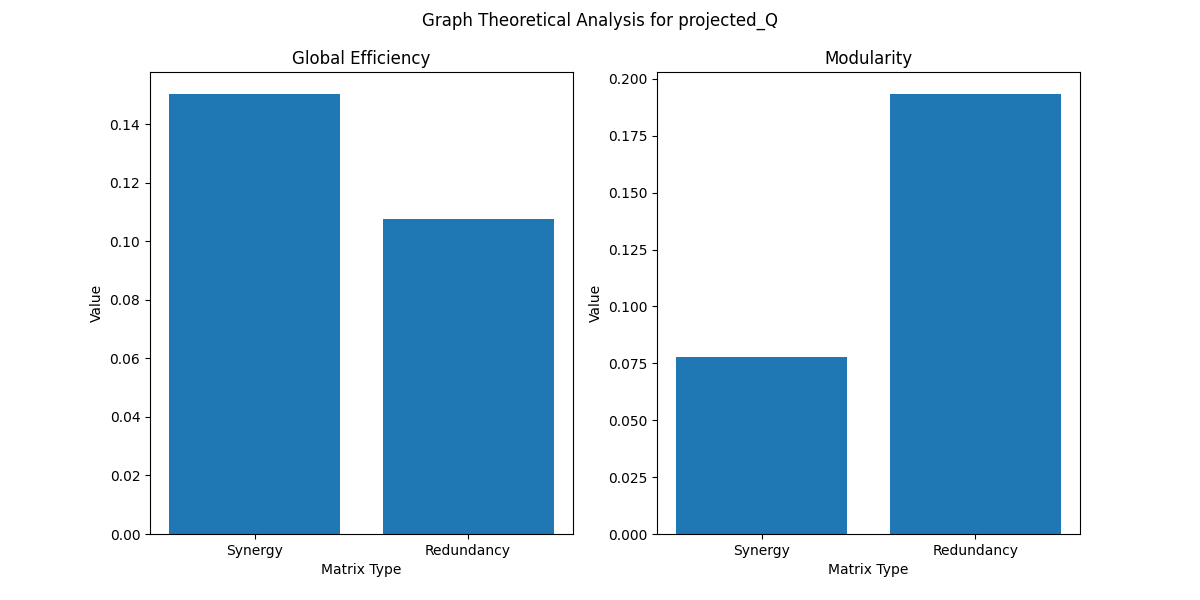 Graph Theoretical Analysis for projected_Q
Global Efficiency
0.14
0.12
0.10
0.08
0.06
0.04
0.02
0.00
Value
Synergy Redundancy
Matrix Type
Modularity
0.200
0.175
0.150
0.125
0.100
0.075
0.050
0.025
0.000
Value
Synergy Redundancy
Matrix Type